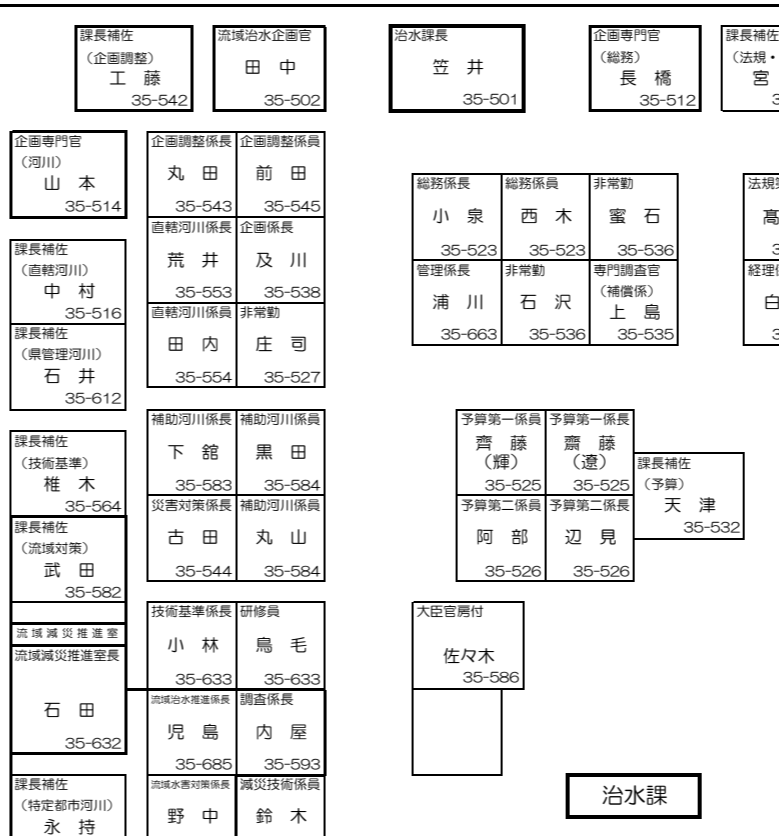 課長補佐
（企画調整）
工 藤
35-542
流域治水企画官
田 中
35-502
治水課長
笠 井
35-501
企画専門官
（総務）
長 橋
35-512
課長補佐
（法規・
宮
3
企画専門官
（河川）
山 本
35-514
課長補佐
（直轄河川）
中 村
35-516
課長補佐
（県管理河川）
石 井
35-612
課長補佐
（技術基準）
椎 木
35-564
課長補佐
（流域対策）
武 田
35-582
流域減災推進室
流域減災推進室長
石 田
35-632
課長補佐
（特定都市河川）
永 持
企画調整係長
丸 田
35-543
企画調整係員
前 田
35-545
直轄河川係長
荒 井
35-553
企画係長
及 川
35-538
直轄河川係員
田 内
35-554
非常勤
庄 司
35-527
補助河川係長
下 舘
35-583
補助河川係員
黒 田
35-584
災害対策係長
古 田
35-544
補助河川係員
丸 山
35-584
技術基準係長
小 林
35-633
研修員
鳥 毛
35-633
流域治水推進係長
児 島
35-685
調査係長
内 屋
35-593
流域水害対策係長
野 中
減災技術係員
鈴 木
総務係長
小 泉
35-523
総務係員
西 木
35-523
非常勤
蜜 石
35-536
管理係長
浦 川
35-663
非常勤
石 沢
35-536
専門調査官
（補償係）
上 島
35-535
法規第
髙
3
経理係
白
3
予算第一係員
齊 藤
（輝）
35-525
予算第一係長
齋 藤
（遼）
35-525
予算第二係員
阿 部
35-526
予算第二係長
辺 見
35-526
課長補佐
（予算）
天 津
35-532
大臣官房付
佐々木
35-586
治水課